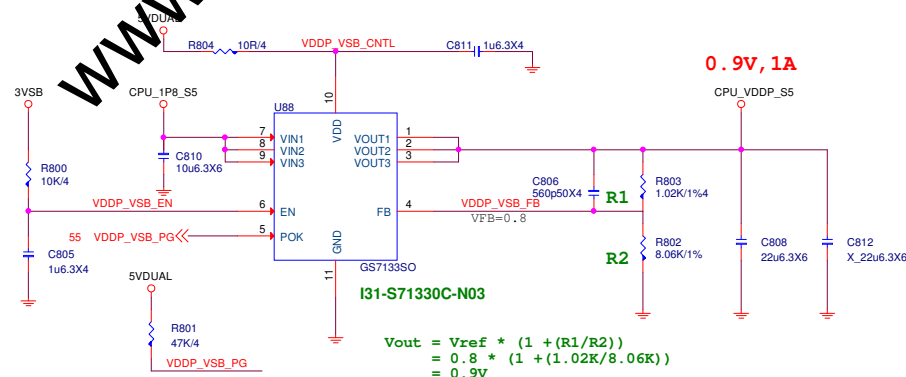 WWW
5VDUAL
R804
10R/4
VDDP_VSB_CNTL
C811
1u6.3X4
0.9V,1A
3VSB
CPU_1P8_S5
CPU_VDDP_S5
10
U88
7
VIN1
VDD
VOUT1
1
8
VIN2
VOUT2
2
9
VIN3
VOUT3
3
C810
10u6.3X6
R800
10K/4
C806
560p50X4
R1
R803
1.02K/1%4
VDDP_VSB_EN
6
EN
FB
4
VDDP_VSB_FB
VFB=0.8
55
VDDP_VSB_PG
5
POK
GND
R2
R802
8.06K/1%
C808
22u6.3X6
C812
X_22u6.3X6
C805
1u6.3X4
11
GS7133SO
5VDUAL
I31-S71330C-N03
R801
47K/4
VDDP_VSB_PG
Vout = Vref * (1 +(R1/R2))
= 0.8 * (1 +(1.02K/8.06K))
= 0.9V